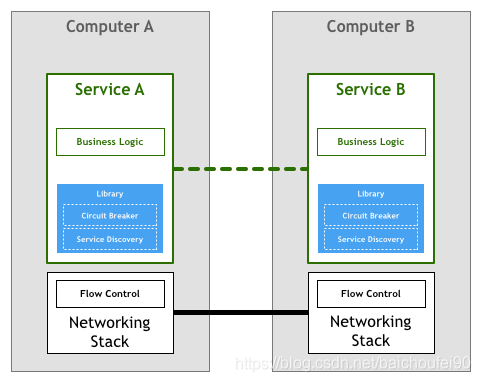 Computer A
Service A
Business Logic
Library
Circuit Breaker
Service Discovery
Flow Control
Networking
Stack
Computer B
Service B
Business Logic
Library
Circuit Breaker
Service Discovery
Flow Control
Networking
Stack
https://blog.csdn.net/baichoufei90